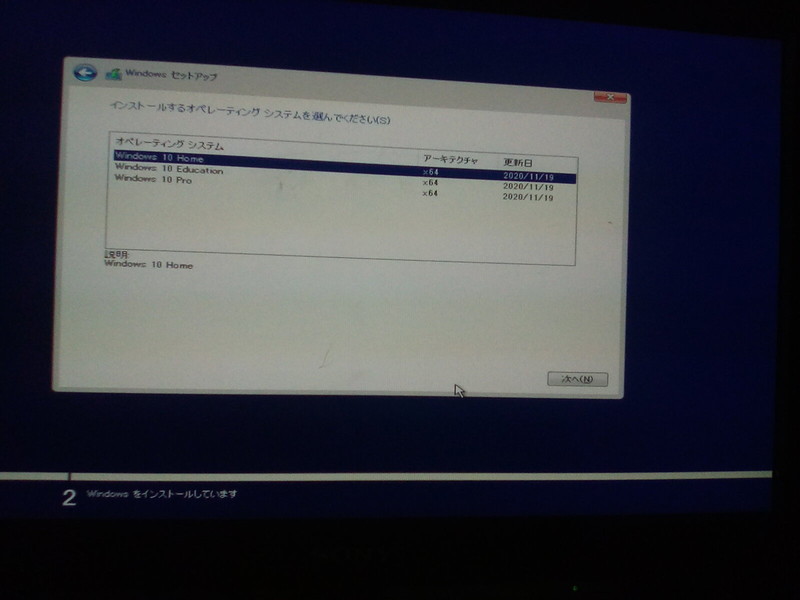 Windows セットアップ
インストールするオペレーティング システムを選んでください(S)
オペレーティング システム アーキテクチャ 更新日
Windows 10 Home x64 2020/11/19
Windows 10 Education x64 2020/11/19
Windows 10 Pro x64 2020/11/19
説明:
Windows 10 Home
次へ(N)
2 Windows をインストールしています